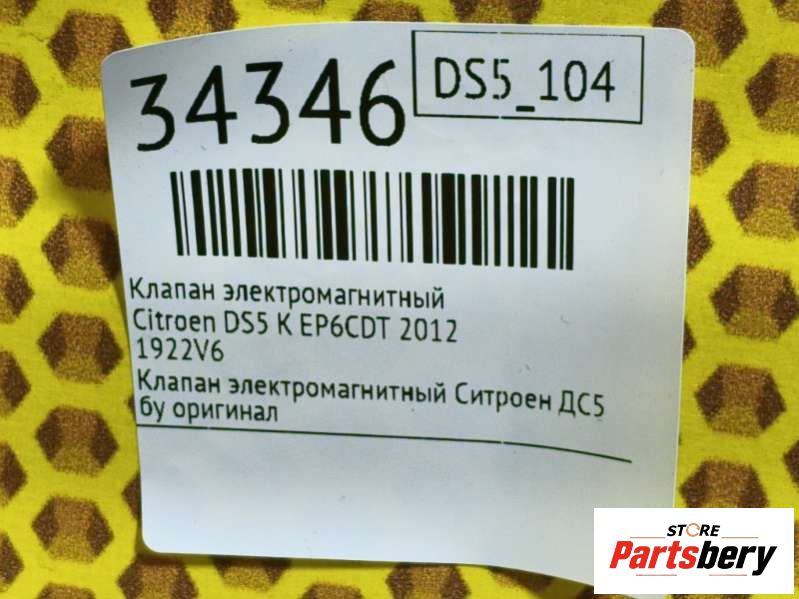 34346
DS5_104
Клапан электромагнитный
Citroen DS5 K EP6CDT 2012
1922V6
Клапан электромагнитный Ситроен ДС5
бу оригинал
STORE
Partsbery